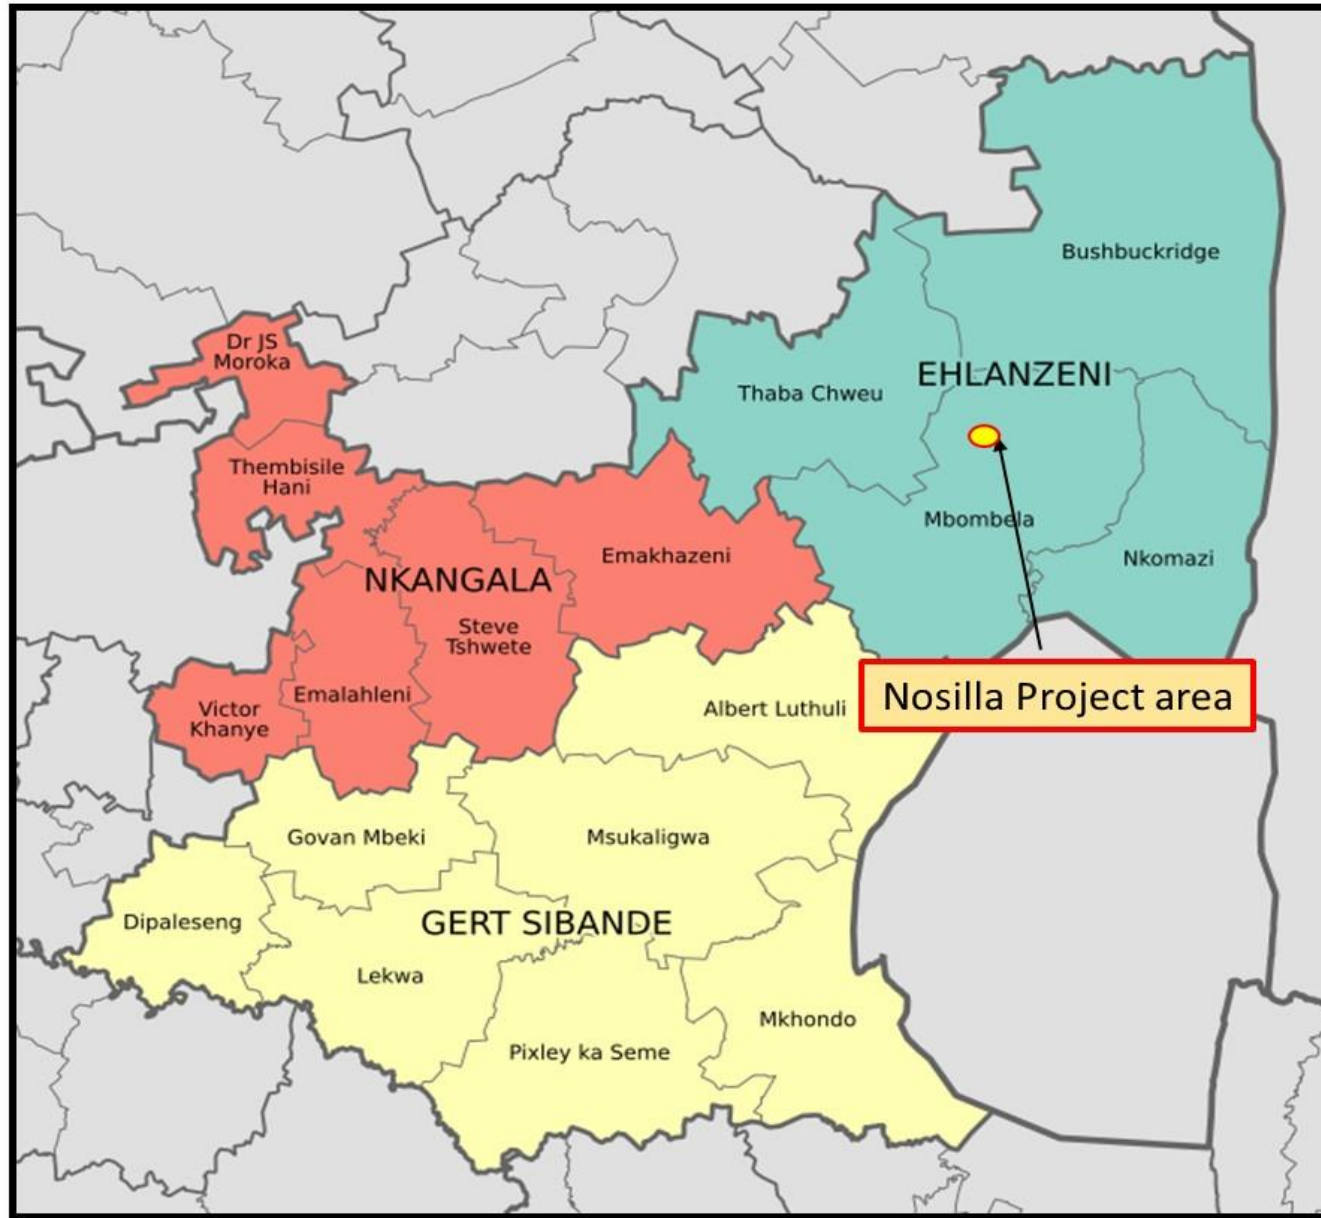 Bushbuckridge
Dr JS
Moroka
EHLANZENI
Thaba Chweu
Thembisile
Hani
Mbombela
Emakhazeni
Nkomazi
NKANGALA
Steve
Tshwete
Emalahleni
Victor
Khanye
Albert Luthuli
Nosilla Project area
Govan Mbeki
Msukaligwa
Dipaleseng
GERT SIBANDE
Lekwa
Mkhondo
Pixley ka Seme